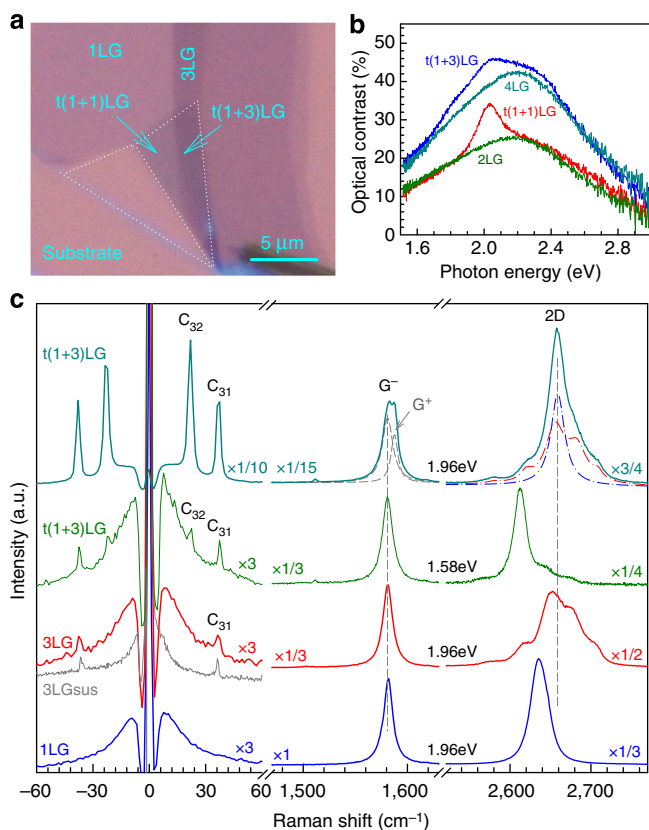 a
1LG
3LG
t(1+1)LG
t(1+3)LG
Substrate
5 μm
b
Optical contrast (%)
50
40
30
20
10
0
t(1+3)LG
4LG
t(1+1)LG
2LG
1.6
2.0
2.4
2.8
Photon energy (eV)
c
Intensity (a.u.)
t(1+3)LG
C32
C31
×1/10
×1/15
G–
G+
1.96eV
2D
×3/4
t(1+3)LG
C32
C31
×3
×1/3
1.58eV
×1/4
3LG
C31
×3
×1/3
1.96eV
×1/2
3LGsus
1LG
×3
×1
1.96eV
×1/3
–60
–30
0
30
60
1,500
1,600
2,600
2,700
Raman shift (cm–1)